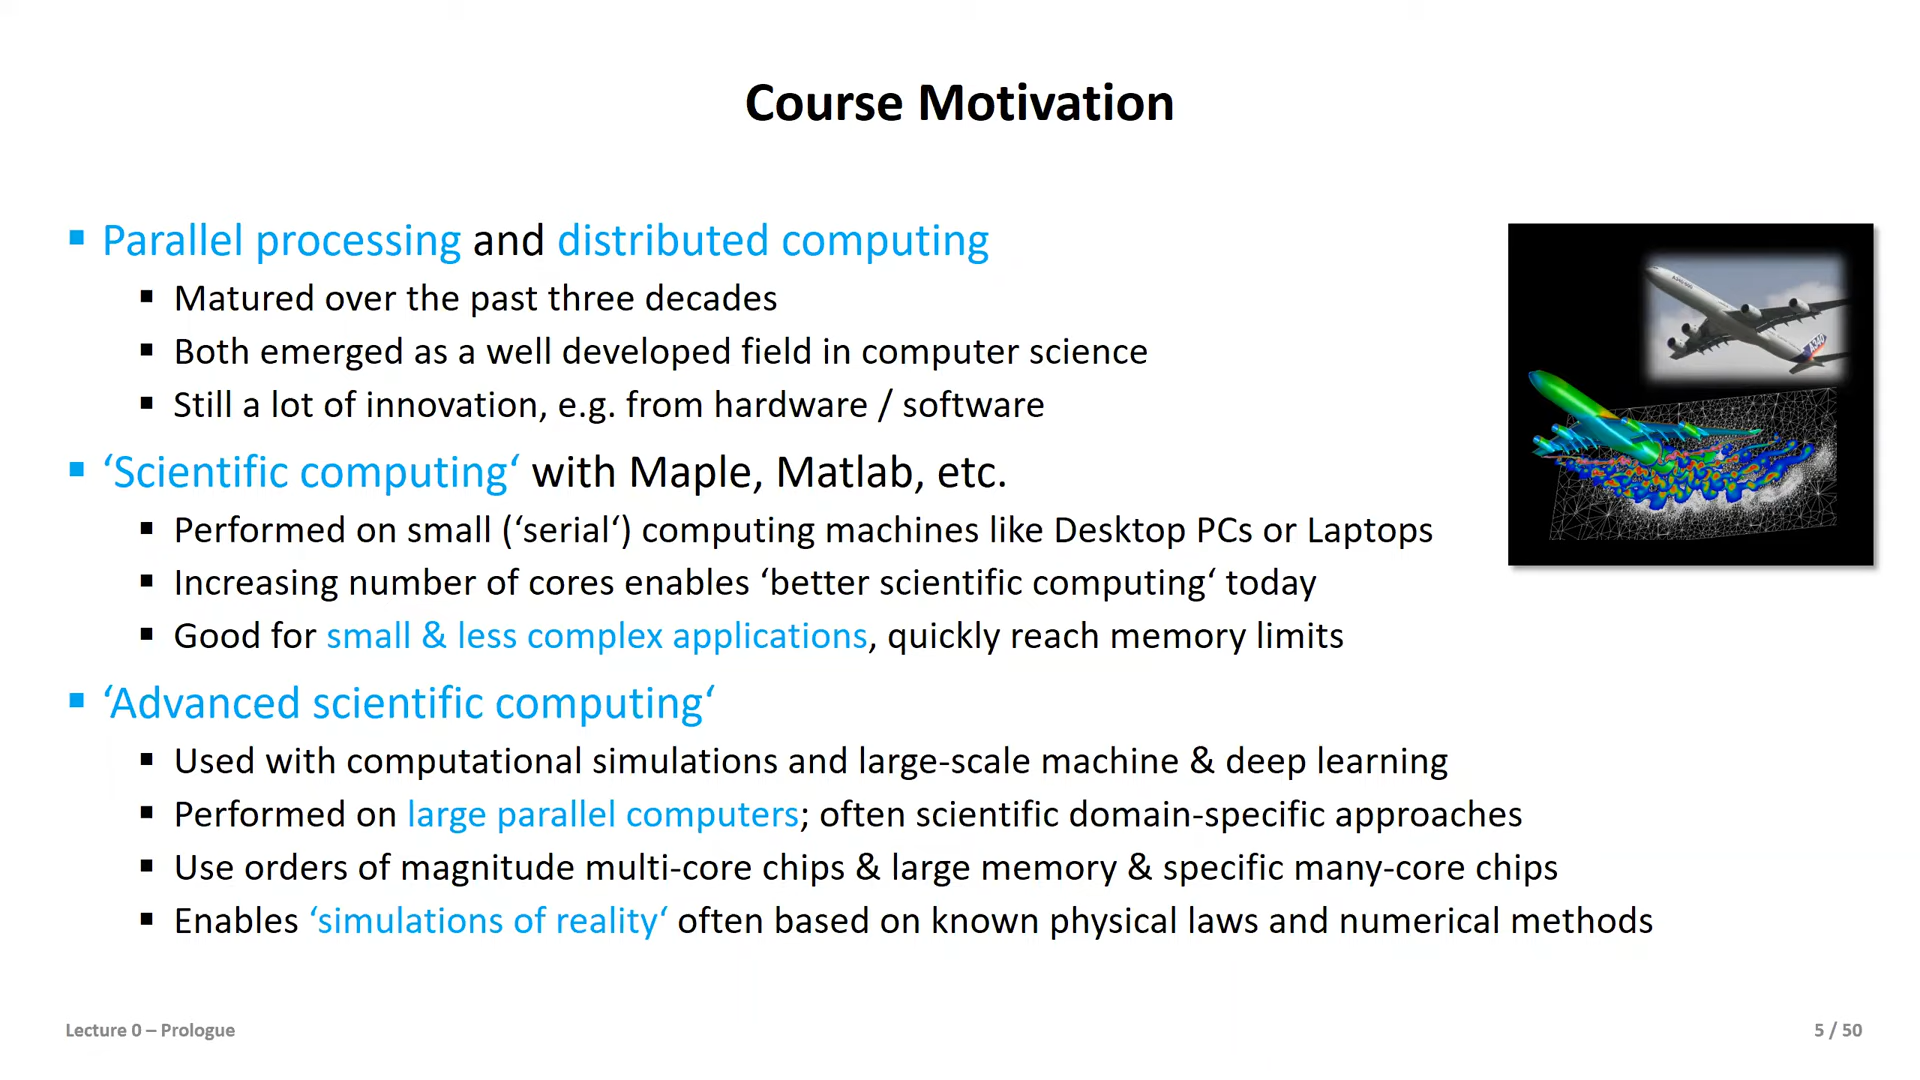 Course Motivation
Parallel processing and distributed computing
Matured over the past three decades
Both emerged as a well developed field in computer science
Still a lot of innovation, e.g. from hardware / software
‘Scientific computing‘ with Maple, Matlab, etc.
Performed on small (‘serial‘) computing machines like Desktop PCs or Laptops
Increasing number of cores enables ‘better scientific computing‘ today
Good for small & less complex applications, quickly reach memory limits
‘Advanced scientific computing‘
Used with computational simulations and large-scale machine & deep learning
Performed on large parallel computers; often scientific domain-specific approaches
Use orders of magnitude multi-core chips & large memory & specific many-core chips
Enables ‘simulations of reality‘ often based on known physical laws and numerical methods
A340
Lecture 0 – Prologue
5 / 50